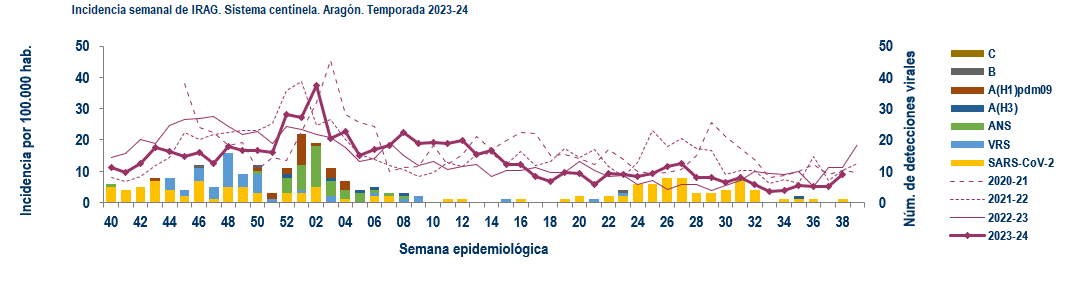 Incidencia semanal de IRAG. Sistema centinela. Aragón. Temporada 2023-24
Incidencia por 100.000 hab.
50
40
30
20
10
0
50
40
30
20
10
0
Núm. de detecciones virales
40 42 44 46 48 50 52 02 04 06 08 10 12 14 16 18 20 22 24 26 28 30 32 34 36 38
Semana epidemiológica
C
B
A(H1)pdm09
A(H3)
ANS
VRS
SARS-CoV-2
2020-21
2021-22
2022-23
2023-24